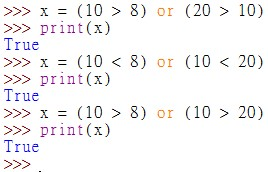 >>> x = (10 > 8) or (20 > 10)
>>> print(x)
True
>>> x = (10 < 8) or (10 < 20)
>>> print(x)
True
>>> x = (10 > 8) or (10 > 20)
>>> print(x)
True
>>>